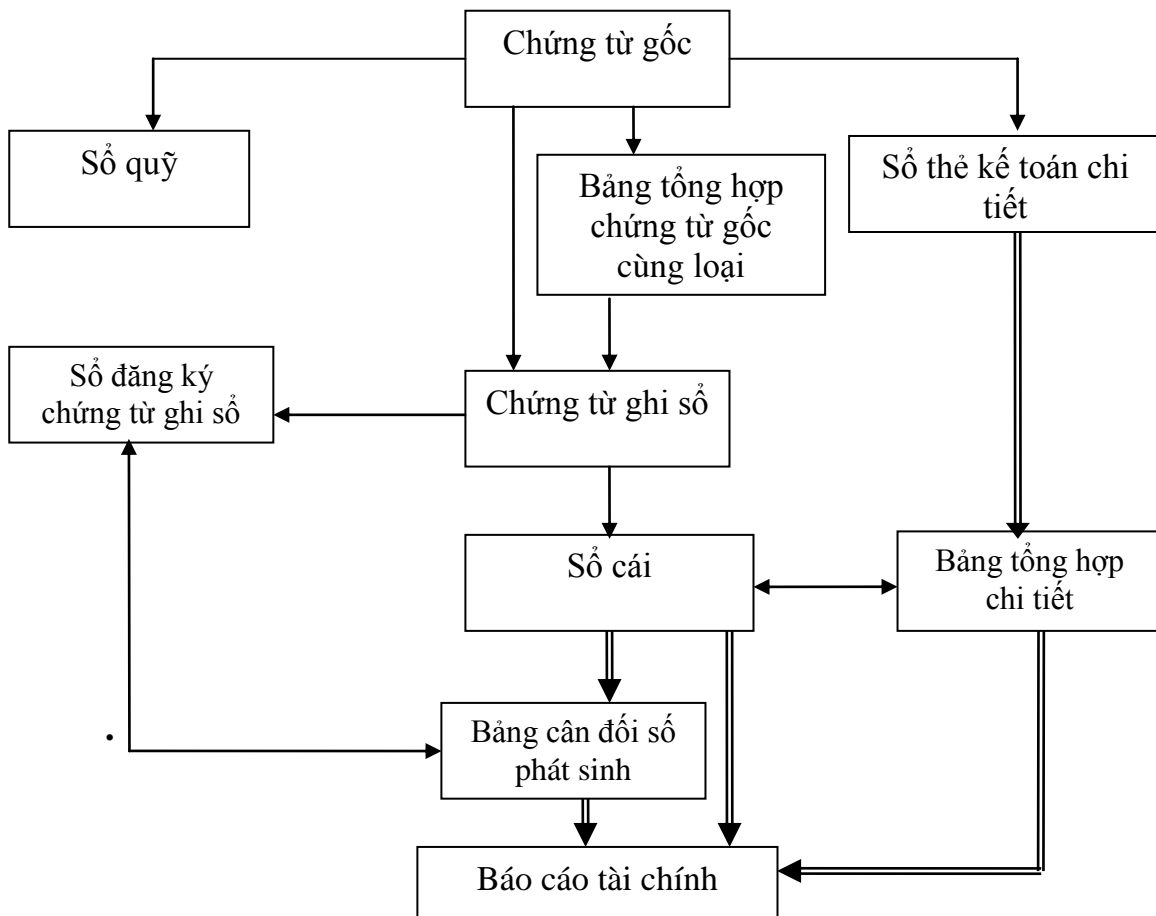 Chứng từ gốc
Sổ quỹ
Bảng tổng hợp
chứng từ gốc
cùng loại
Sổ thẻ kế toán chi
tiết
Sổ đăng ký
chứng từ ghi sổ
Chứng từ ghi sổ
Sổ cái
Bảng tổng hợp
chi tiết
Bảng cân đối số
phát sinh
Báo cáo tài chính